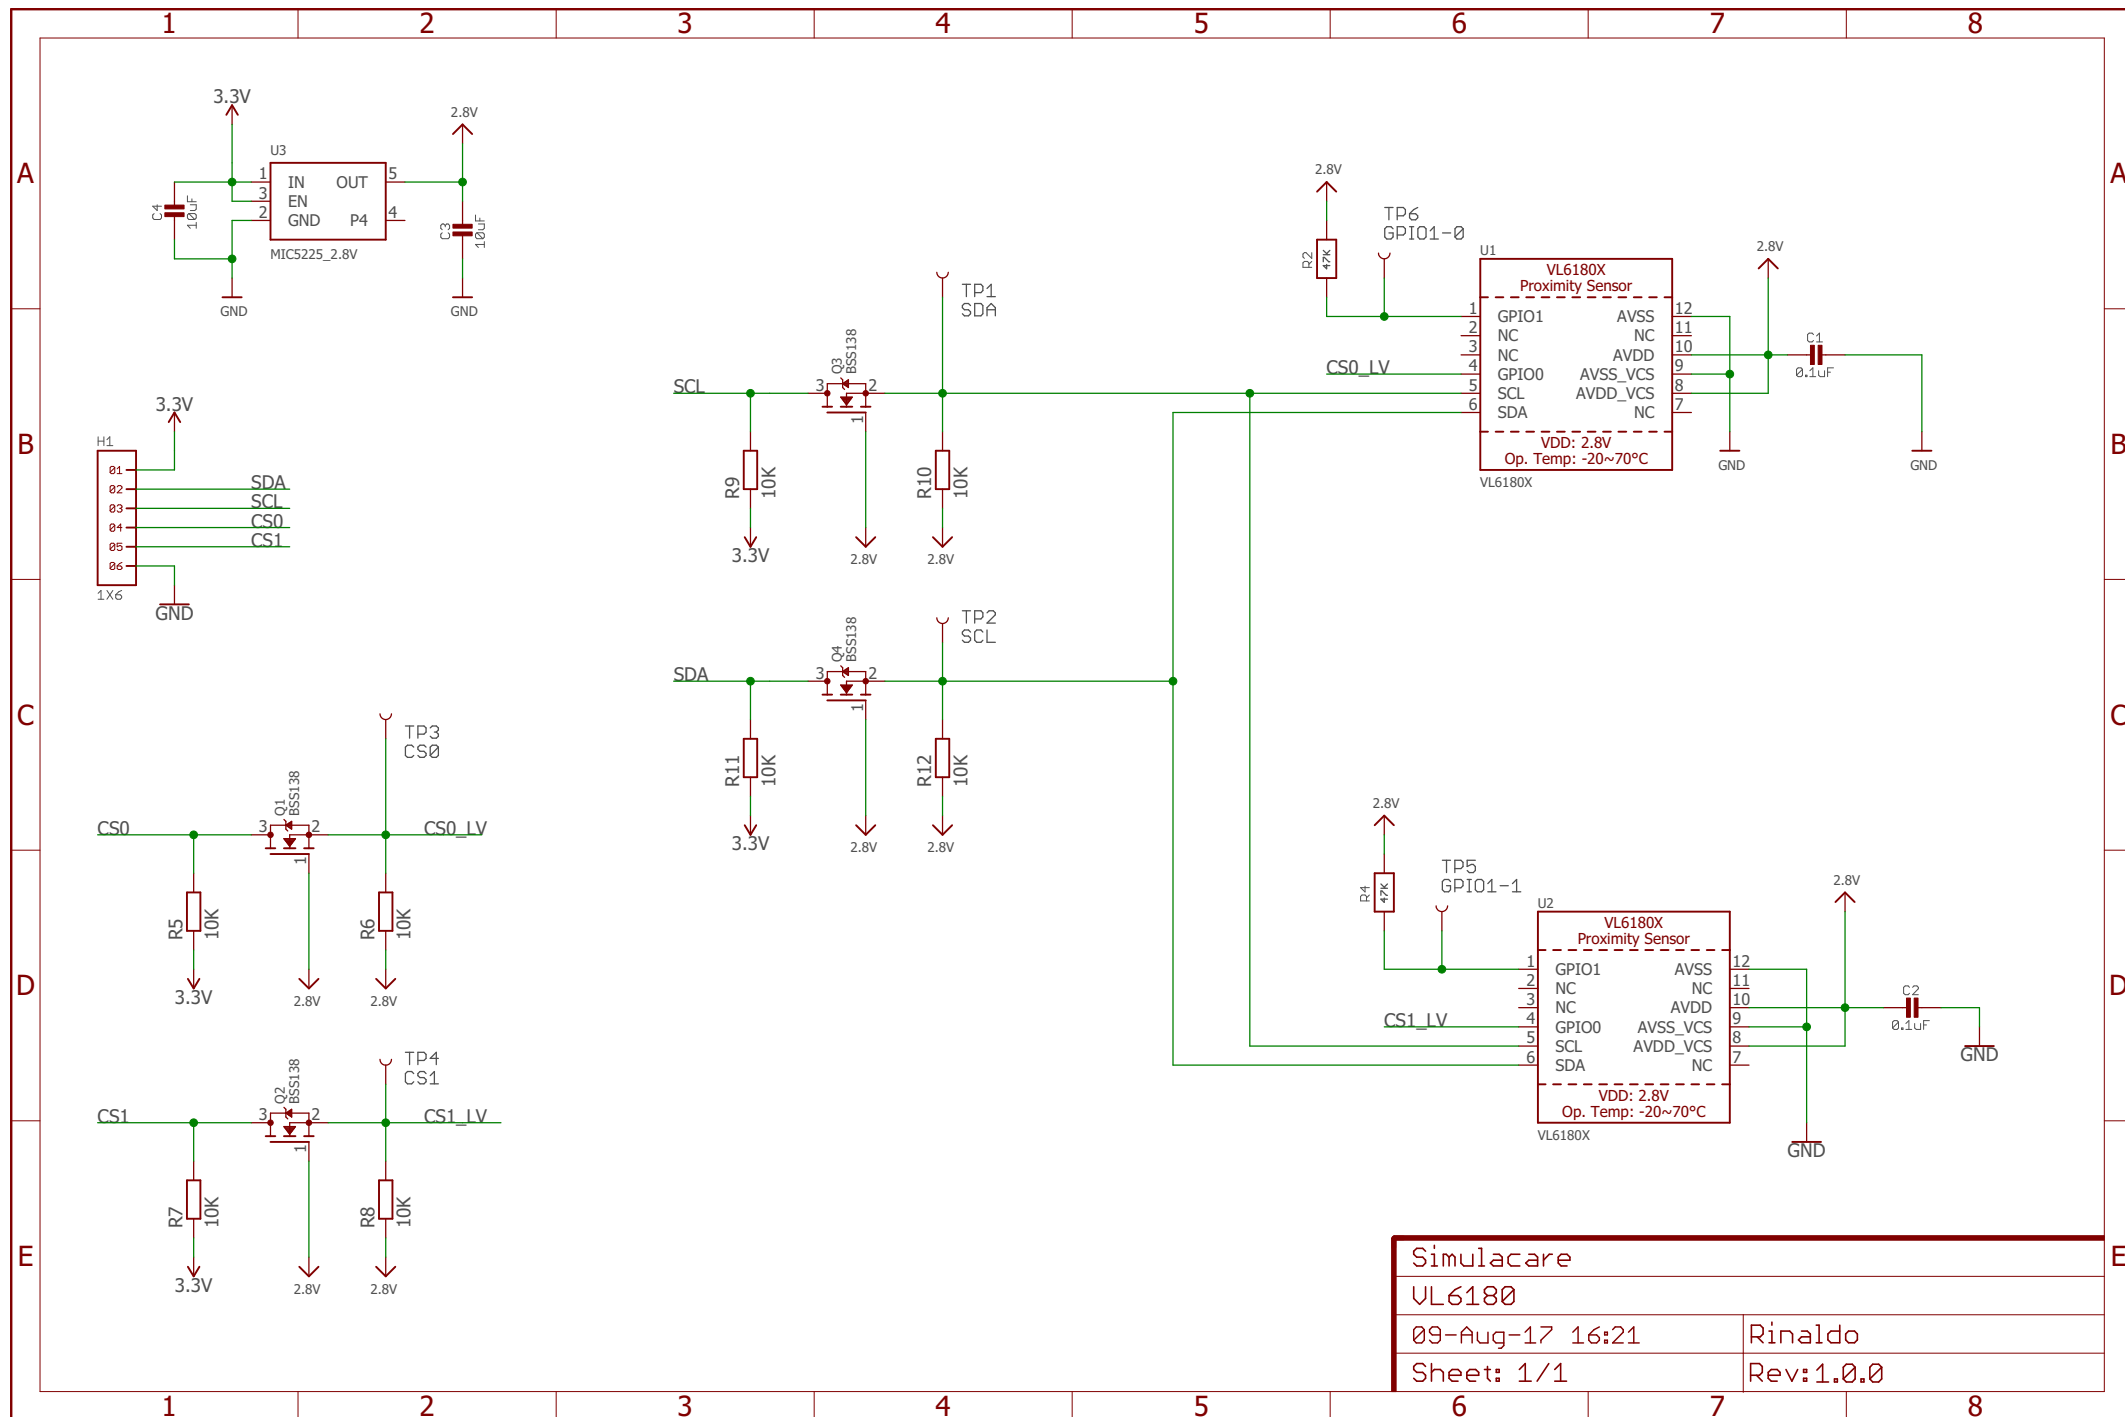 1 2 3 4 5 6 7 8
A A
3.3V
2.8V
U3
1 IN OUT 5
3 EN
2 GND P4 4
MIC5225_2.8V
C4
10uF
C3
10uF
GND
GND
2.8V
R2
47K
TP6
GPIO1-0
U1
VL6180X
Proximity Sensor
1 GPIO1 AVSS 12
2 NC NC 11
3 NC AVDD 10
4 GPIO0 AVSS_VCS 9
5 SCL AVDD_VCS 8
6 SDA NC 7
VDD: 2.8V
Op. Temp: -20~70°C
VL6180X
CS0_LV
2.8V
C1
0.1uF
GND
GND
B B
3.3V
H1
01
02 SDA
03 SCL
04 CS0
05 CS1
06
1X6
GND
TP1
SDA
SCL
3 2
1
Q3
BSS138
R9
10K
R10
10K
3.3V
2.8V
2.8V
TP2
SCL
SDA
3 2
1
Q4
BSS138
R11
10K
R12
10K
3.3V
2.8V
2.8V
C C
TP3
CS0
CS0
3 2
1
Q1
BSS138
CS0_LV
R5
10K
R6
10K
3.3V
2.8V
2.8V
D D
TP4
CS1
CS1
3 2
1
Q2
BSS138
CS1_LV
R7
10K
R8
10K
3.3V
2.8V
2.8V
2.8V
R4
47K
TP5
GPIO1-1
U2
VL6180X
Proximity Sensor
1 GPIO1 AVSS 12
2 NC NC 11
3 NC AVDD 10
4 GPIO0 AVSS_VCS 9
5 SCL AVDD_VCS 8
6 SDA NC 7
VDD: 2.8V
Op. Temp: -20~70°C
VL6180X
CS1_LV
2.8V
C2
0.1uF
GND
GND
E E
Simulacare
VL6180
09-Aug-17 16:21 Rinaldo
Sheet: 1/1 Rev:1.0.0
1 2 3 4 5 6 7 8